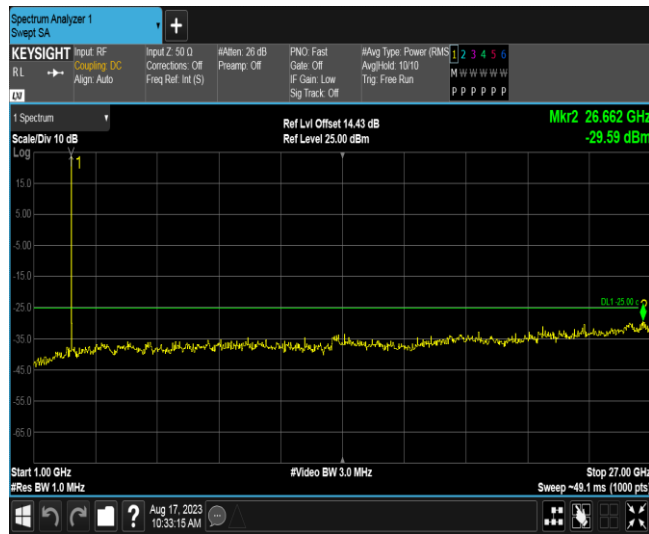 Spectrum Analyzer 1
Swept SA
KEYSIGHT
RL
LXI
Input: RF
Coupling: DC
Align: Auto
Input Z: 50 Ω
Corrections: Off
Freq Ref: Int (S)
#Atten: 26 dB
Preamp: Off
PNO: Fast
Gate: Off
IF Gain: Low
Sig Track: Off
#Avg Type: Power (RMS
Avg|Hold: 10/10
Trig: Free Run
1 2 3 4 5 6
M W W W W W
P P P P P P
1 Spectrum
Scale/Div 10 dB
Log
Ref Lvl Offset 14.43 dB
Ref Level 25.00 dBm
Mkr2 26.662 GHz
-29.59 dBm
1
15.0
5.00
-5.00
-15.0
-25.0
DL1 -25.00
2
-35.0
-45.0
-55.0
-65.0
Start 1.00 GHz
#Res BW 1.0 MHz
#Video BW 3.0 MHz
Stop 27.00 GHz
Sweep ~49.1 ms (1000 pts)
?
Aug 17, 2023
10:33:15 AM